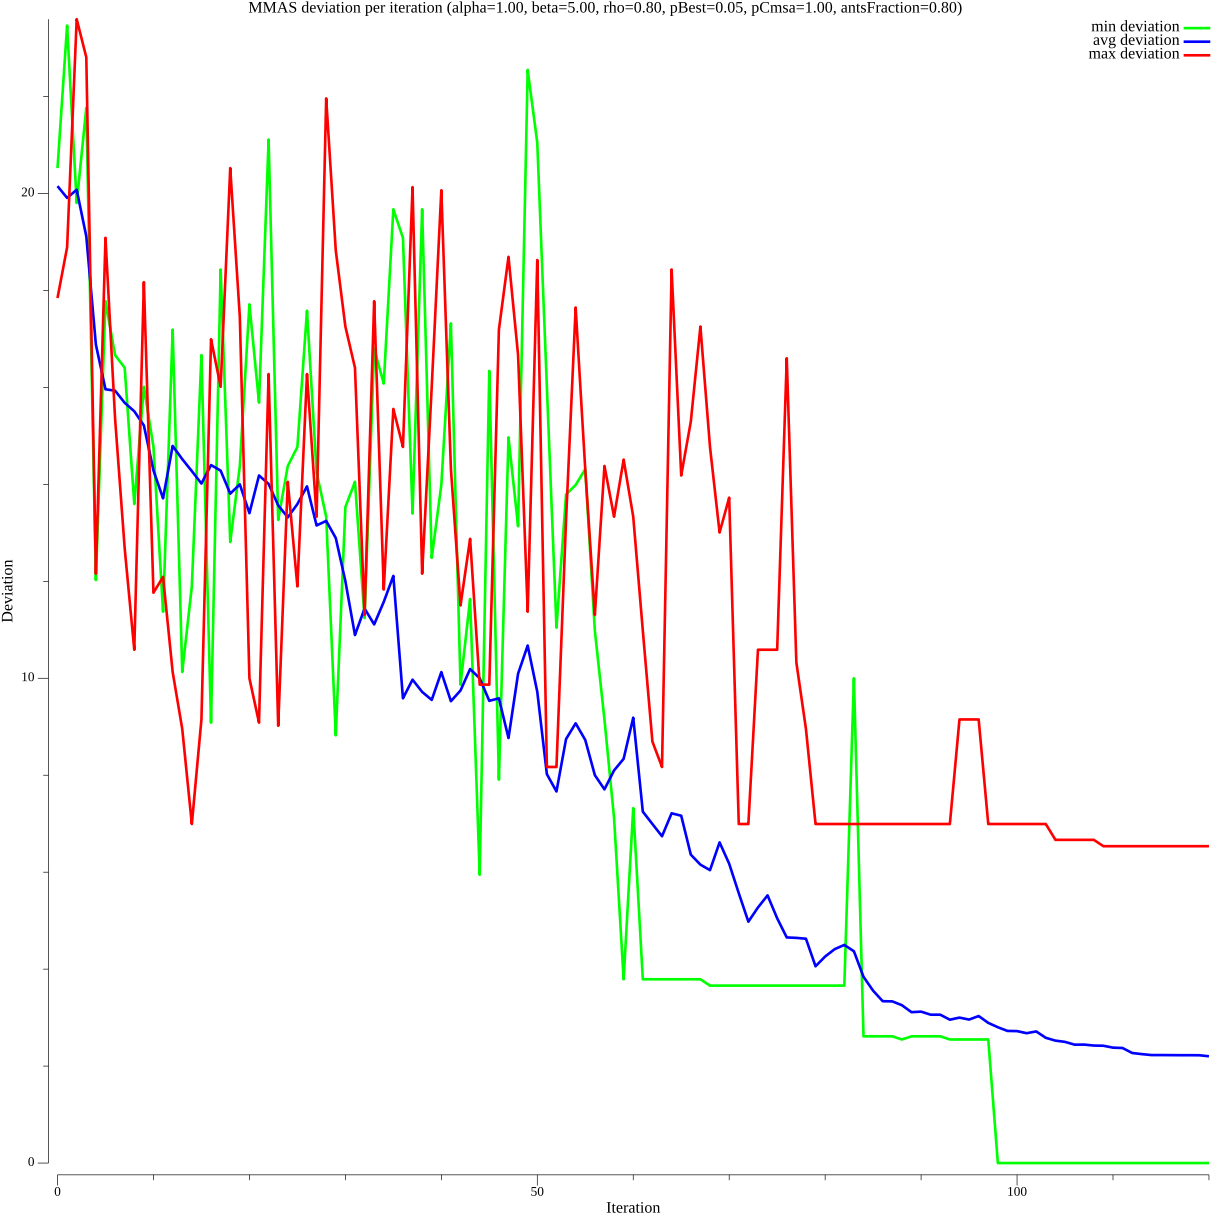 MMAS deviation per iteration (alpha=1.00, beta=5.00, rho=0.80, pBest=0.05, pCmsa=1.00, antsFraction=0.80)
min deviation
avg deviation
max deviation
20
10
0
Deviation
0
50
100
Iteration